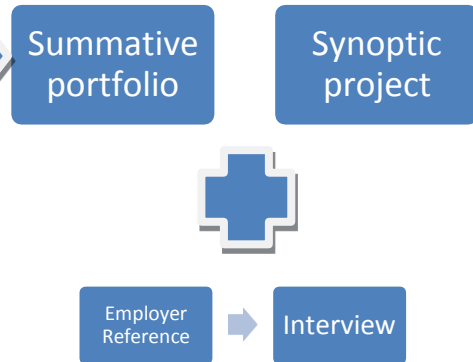 Summative
portfolio
Synoptic
project
Employer
Reference
Interview